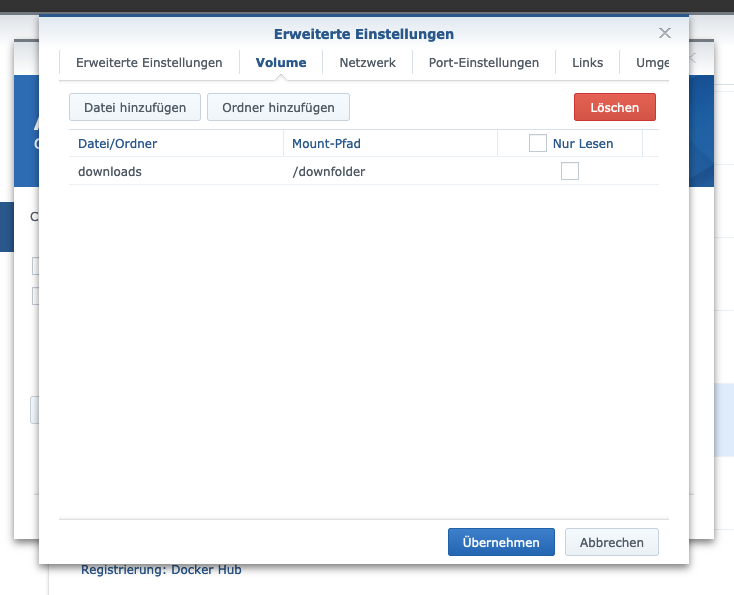 Erweiterte Einstellungen
Erweiterte Einstellungen Volume Netzwerk Port-Einstellungen Links Umge
Datei hinzufügen Ordner hinzufügen Löschen
Datei/Ordner Mount-Pfad Nur Lesen
downloads /downfolder
Übernehmen Abbrechen
Registrierung: Docker Hub